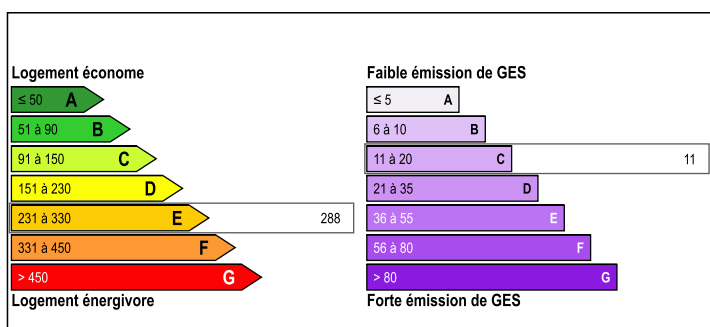 Logement économe
≤ 50 A
51 à 90 B
91 à 150 C
151 à 230 D
231 à 330 E 288
331 à 450 F
> 450 G
Logement énergivore
Faible émission de GES
≤ 5 A
6 à 10 B
11 à 20 C 11
21 à 35 D
36 à 55 E
56 à 80 F
> 80 G
Forte émission de GES